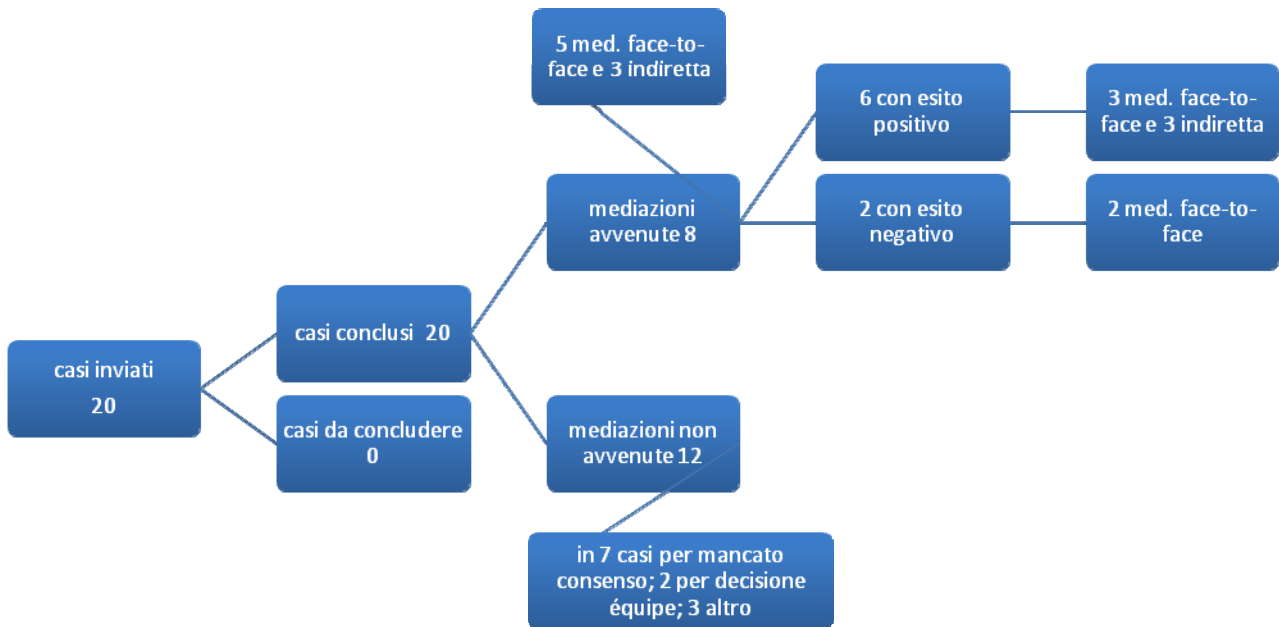 casi inviati
20
casi conclusi 20
casi da concludere
0
5 med. face-to-
face e 3 indiretta
mediazioni
avvenute 8
mediazioni non
avvenute 12
in 7 casi per mancato
consenso; 2 per decisione
équipe; 3 altro
6 con esito
positivo
2 con esito
negativo
3 med. face-to-
face e 3 indiretta
2 med. face-to-
face